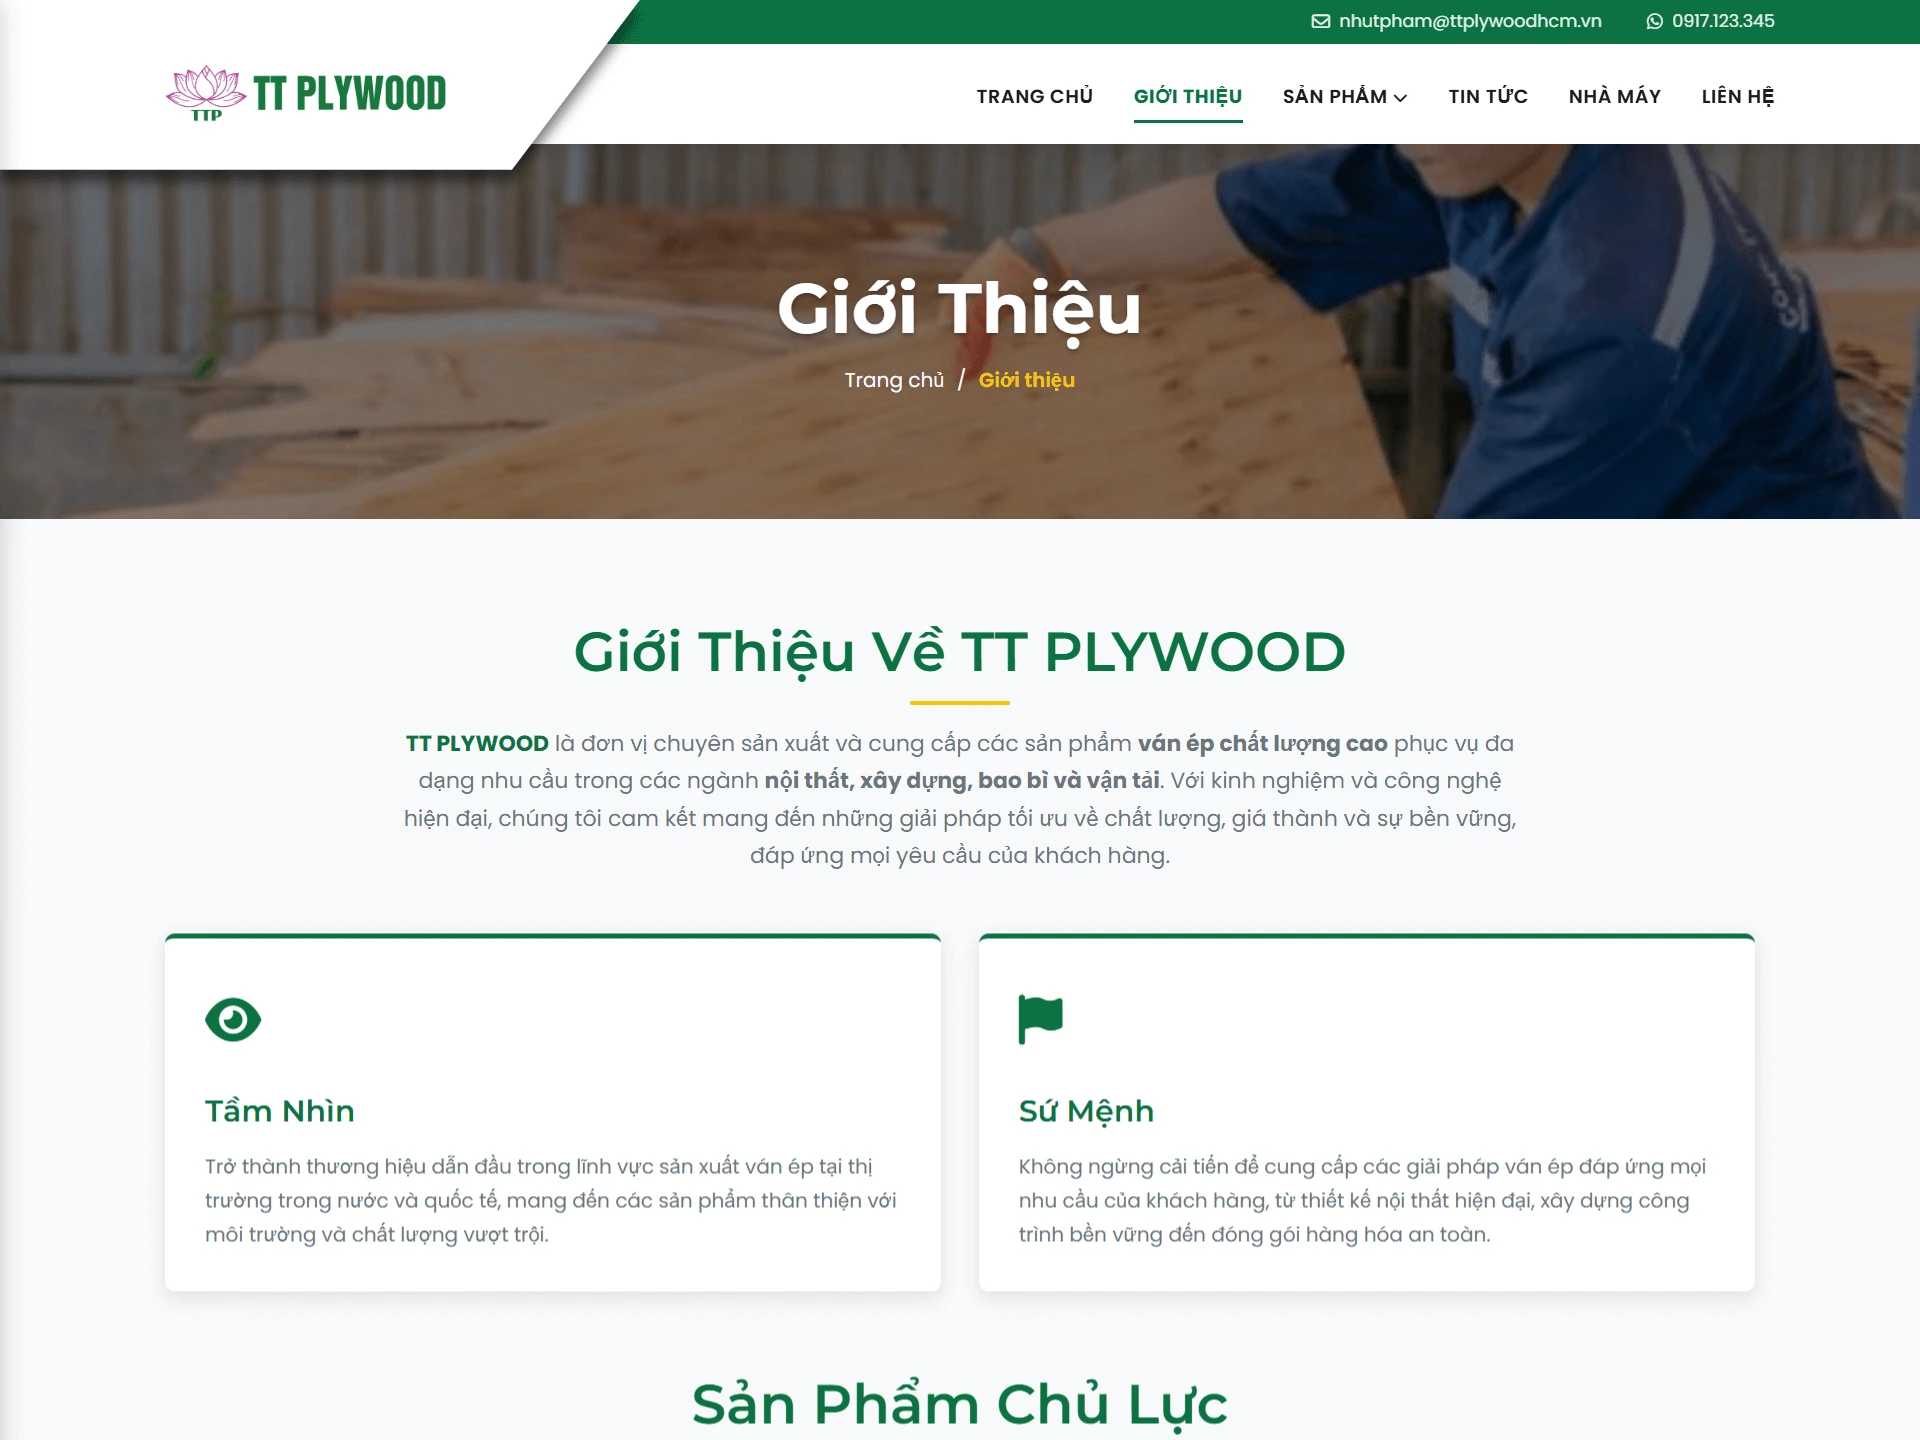 nhutpham@ttplywoodhcm.vn
0917.123.345
TTP
TT PLYWOOD
TRANG CHỦ
GIỚI THIỆU
SẢN PHẨM
TIN TỨC
NHÀ MÁY
LIÊN HỆ
Giới Thiệu
Trang chủ / Giới thiệu
Giới Thiệu Về TT PLYWOOD
TT PLYWOOD là đơn vị chuyên sản xuất và cung cấp các sản phẩm ván ép chất lượng cao phục vụ đa
dạng nhu cầu trong các ngành nội thất, xây dựng, bao bì và vận tải. Với kinh nghiệm và công nghệ
hiện đại, chúng tôi cam kết mang đến những giải pháp tối ưu về chất lượng, giá thành và sự bền vững,
đáp ứng mọi yêu cầu của khách hàng.
Tầm Nhìn
Trở thành thương hiệu dẫn đầu trong lĩnh vực sản xuất ván ép tại thị
trường trong nước và quốc tế, mang đến các sản phẩm thân thiện với
môi trường và chất lượng vượt trội.
Sứ Mệnh
Không ngừng cải tiến để cung cấp các giải pháp ván ép đáp ứng mọi
nhu cầu của khách hàng, từ thiết kế nội thất hiện đại, xây dựng công
trình bền vững đến đóng gói hàng hóa an toàn.
Sản Phẩm Chủ Lực